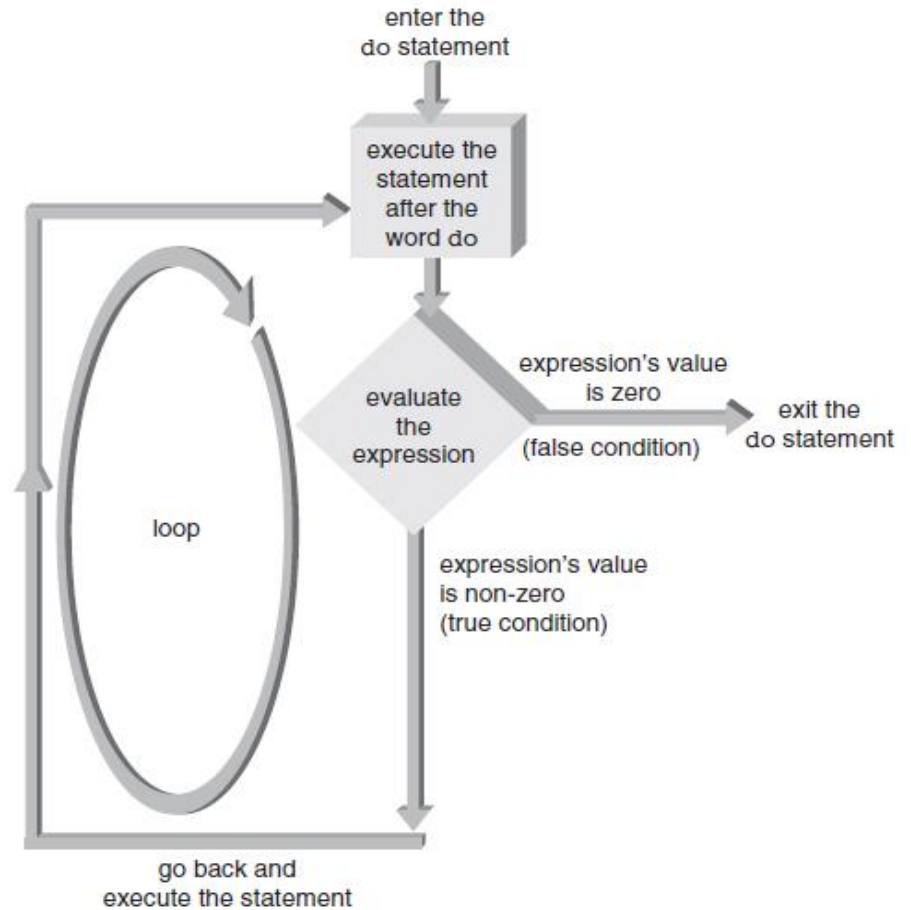 enter the
do statement
execute the
statement
after the
word do
evaluate
the
expression
expression's value
is zero
(false condition)
exit the
do statement
loop
expression's value
is non-zero
(true condition)
go back and
execute the statement